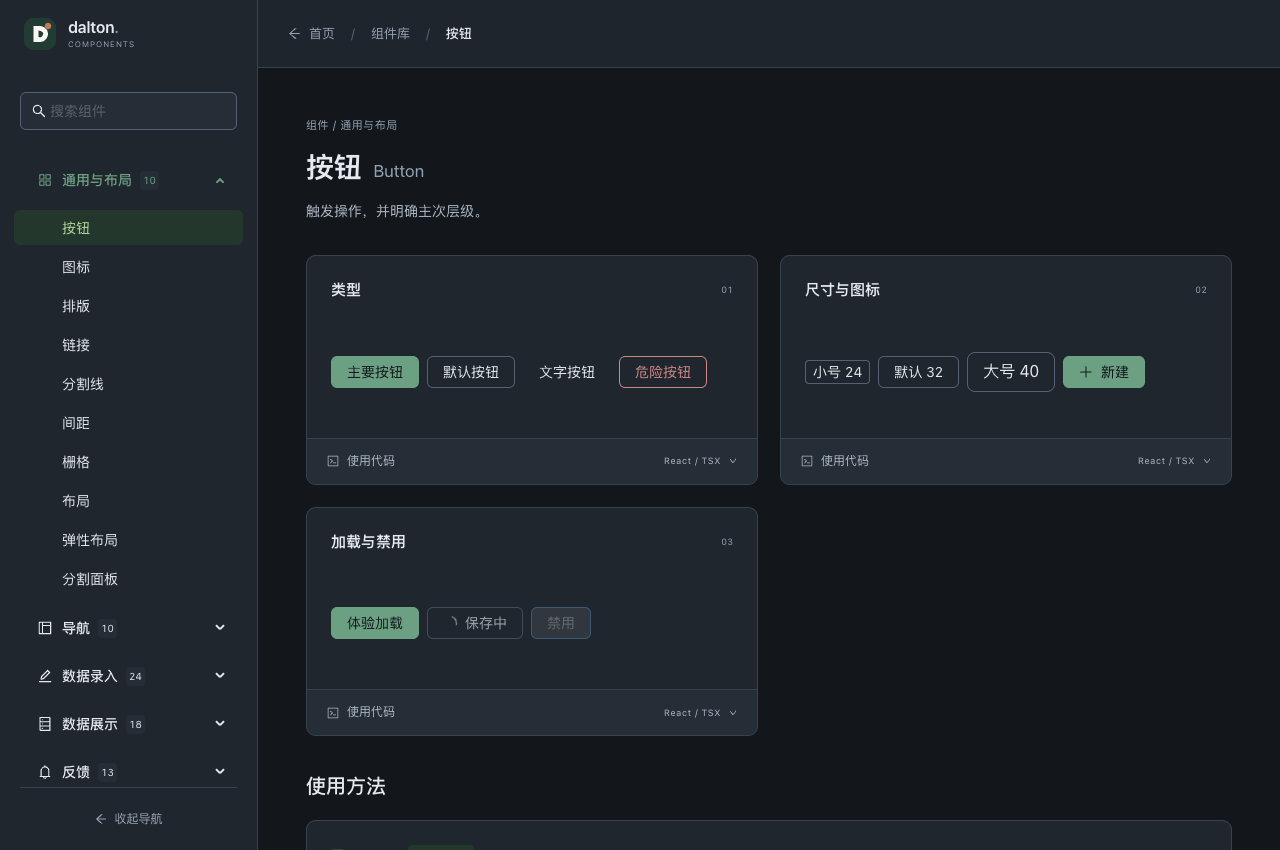 dalton.
COMPONENTS
搜索组件
通用与布局 10
按钮
图标
排版
链接
分割线
间距
栅格
布局
弹性布局
分割面板
导航 10
数据录入 24
数据展示 18
反馈 13
收起导航
首页 / 组件库 / 按钮
组件 / 通用与布局
按钮 Button
触发操作，并明确主次层级。
类型 01
主要按钮 默认按钮 文字按钮 危险按钮
使用代码 React / TSX
尺寸与图标 02
小号 24 默认 32 大号 40 新建
使用代码 React / TSX
加载与禁用 03
体验加载 保存中 禁用
使用代码 React / TSX
使用方法